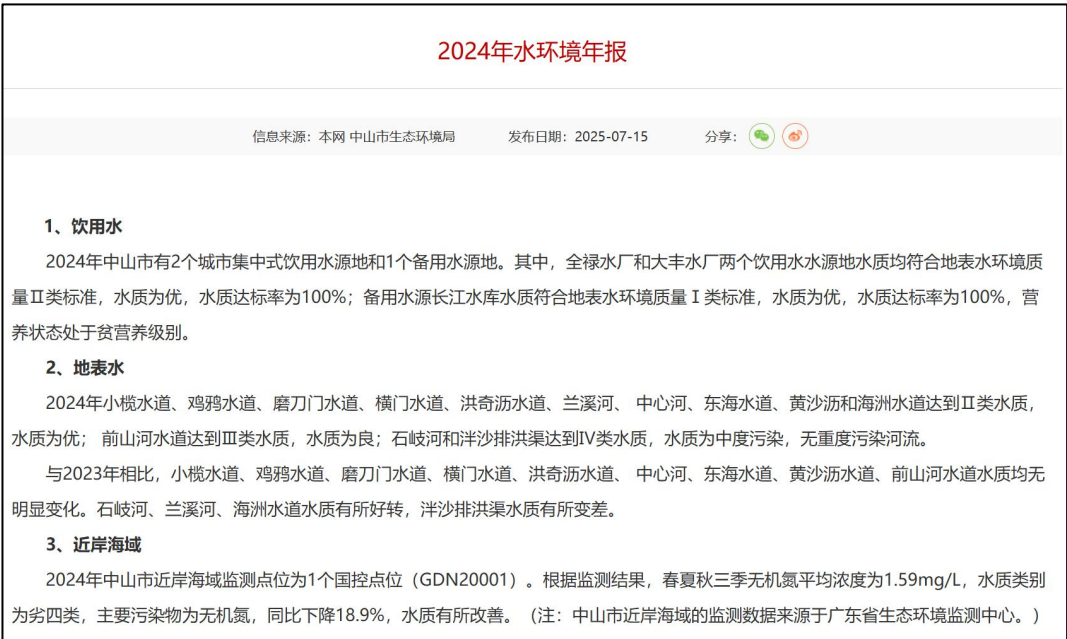 2024年水环境年报
信息来源：本网 中山市生态环境局 发布日期：2025-07-15 分享：
1、饮用水
2024年中山市有2个城市集中式饮用水源地和1个备用水源地。其中，全禄水厂和大丰水厂两个饮用水水源地水质均符合地表水环境质
量Ⅱ类标准，水质为优，水质达标率为100%；备用水源长江水库水质符合地表水环境质量Ⅰ类标准，水质为优，水质达标率为100%，营
养状态处于贫营养级别。
2、地表水
2024年小榄水道、鸡鸦水道、磨刀门水道、横门水道、洪奇沥水道、兰溪河、 中心河、东海水道、黄沙沥和海洲水道达到Ⅱ类水质，
水质为优； 前山河水道达到Ⅲ类水质，水质为良；石岐河和泮沙排洪渠达到Ⅳ类水质，水质为中度污染，无重度污染河流。
与2023年相比，小榄水道、鸡鸦水道、磨刀门水道、横门水道、洪奇沥水道、 中心河、东海水道、黄沙沥水道、前山河水道水质均无
明显变化。石岐河、兰溪河、海洲水道水质有所好转，泮沙排洪渠水质有所变差。
3、近岸海域
2024年中山市近岸海域监测点位为1个国控点位（GDN20001）。根据监测结果，春夏秋三季无机氮平均浓度为1.59mg/L，水质类别
为劣四类，主要污染物为无机氮，同比下降18.9%，水质有所改善。（注：中山市近岸海域的监测数据来源于广东省生态环境监测中心。）